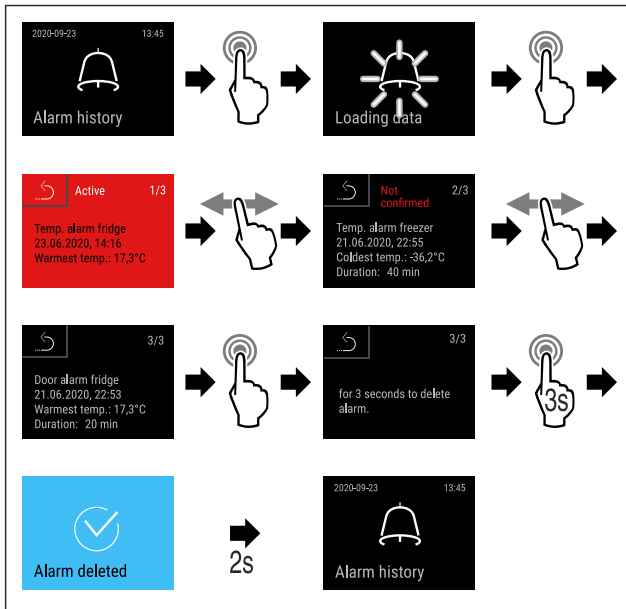 2020-09-23 13:45
Alarm history
Loading data
Active 1/3
Temp. alarm fridge
23.06.2020, 14:16
Warmest temp.: 17,3°C
Not
confirmed
2/3
Temp. alarm freezer
21.06.2020, 22:55
Coldest temp.: -36,2°C
Duration: 40 min
3/3
Door alarm fridge
21.06.2020, 22:53
Warmest temp.: 17,3°C
Duration: 20 min
3/3
for 3 seconds to delete
alarm.
3s
Alarm deleted
2s
2020-09-23 13:45
Alarm history